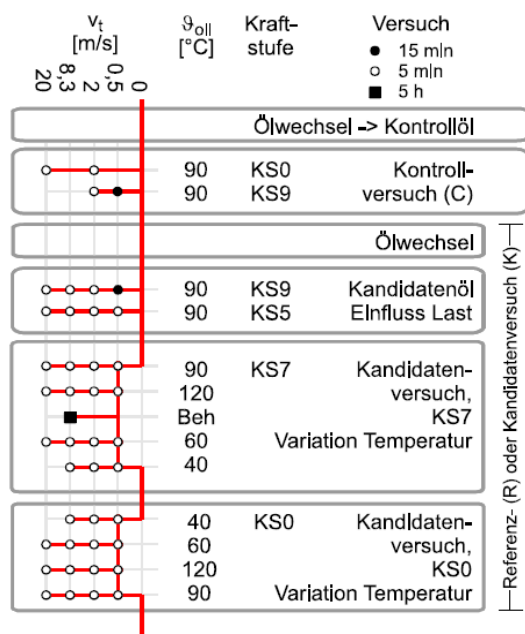 v_t ϑ_oil Kraft- Versuch
[m/s] [°C] stufe
● 15 min
○ 5 min
■ 5 h
20 8,3 2 0,5 0
Ölwechsel -> Kontrollöl
90 KS0 Kontroll-
90 KS9 versuch (C)
Ölwechsel
90 KS9 Kandidatenöl
90 KS5 Einfluss Last
90 KS7 Kandidaten-
120 versuch,
Beh KS7
60 Variation Temperatur
40
40 KS0 Kandidaten-
60 versuch,
120 KS0
90 Variation Temperatur
Referenz- (R) oder Kandidatenversuch (K)